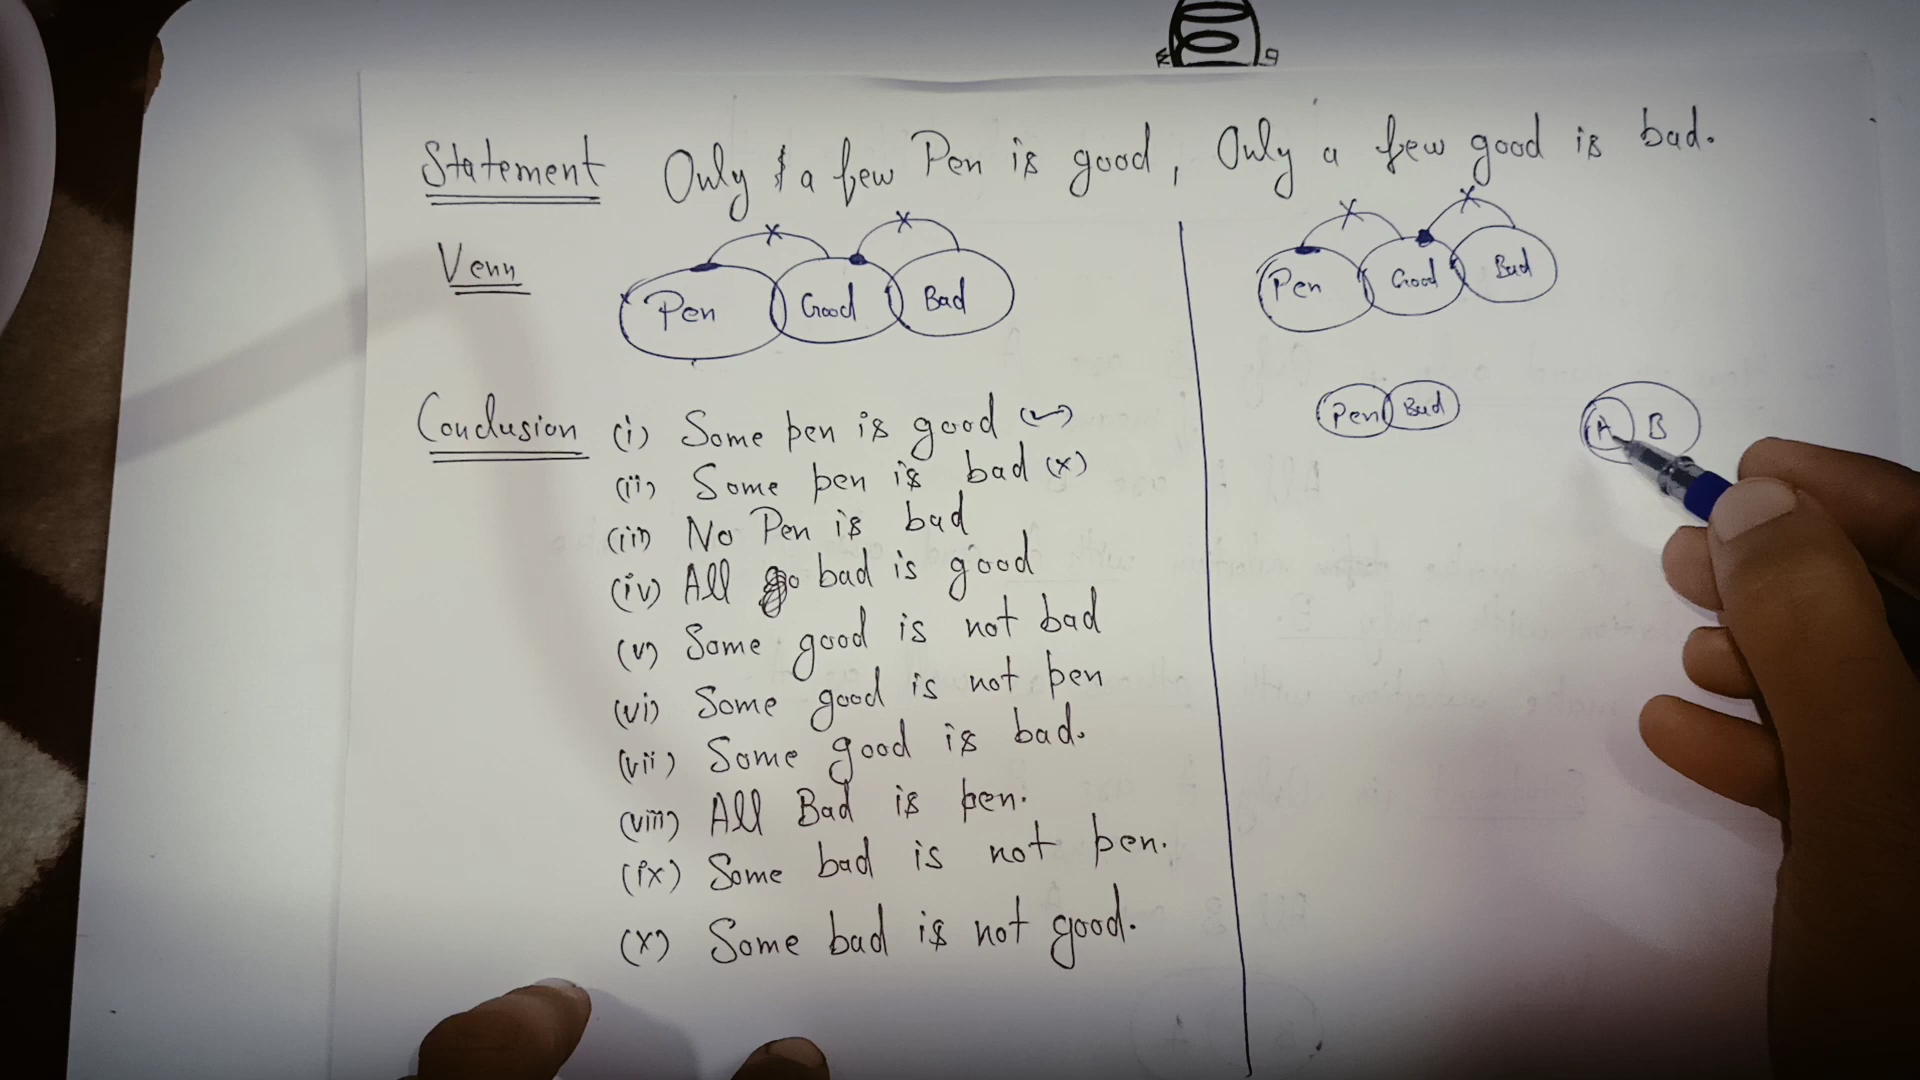 Statement Only a few Pen is good, Only a few good is bad.
Venn
Pen Good Bad
Pen Good Bad
Pen Bad
A B
Conclusion (i) Some pen is good (✓)
(ii) Some pen is bad (x)
(iii) No Pen is bad
(iv) All bad is good
(v) Some good is not bad
(vi) Some good is not pen
(vii) Some good is bad.
(viii) All Bad is pen.
(ix) Some bad is not pen.
(x) Some bad is not good.